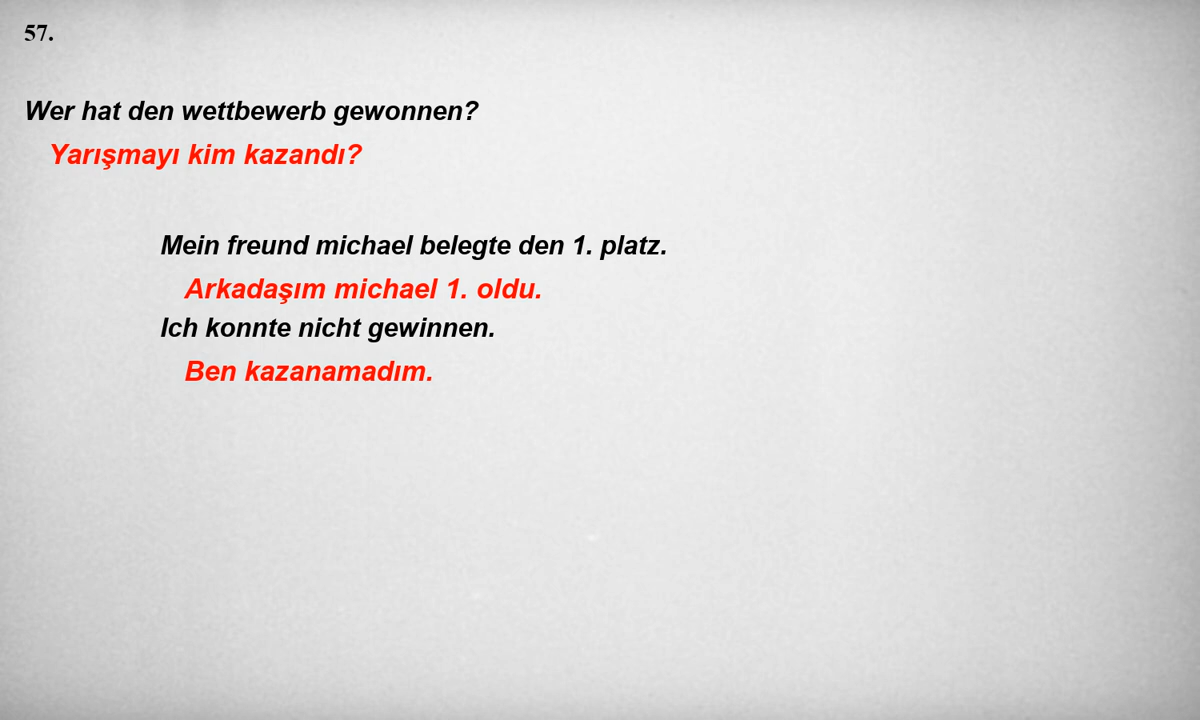 57.
Wer hat den wettbewerb gewonnen?
Yarışmayı kim kazandı?
Mein freund michael belegte den 1. platz.
Arkadaşım michael 1. oldu.
Ich konnte nicht gewinnen.
Ben kazanamadım.